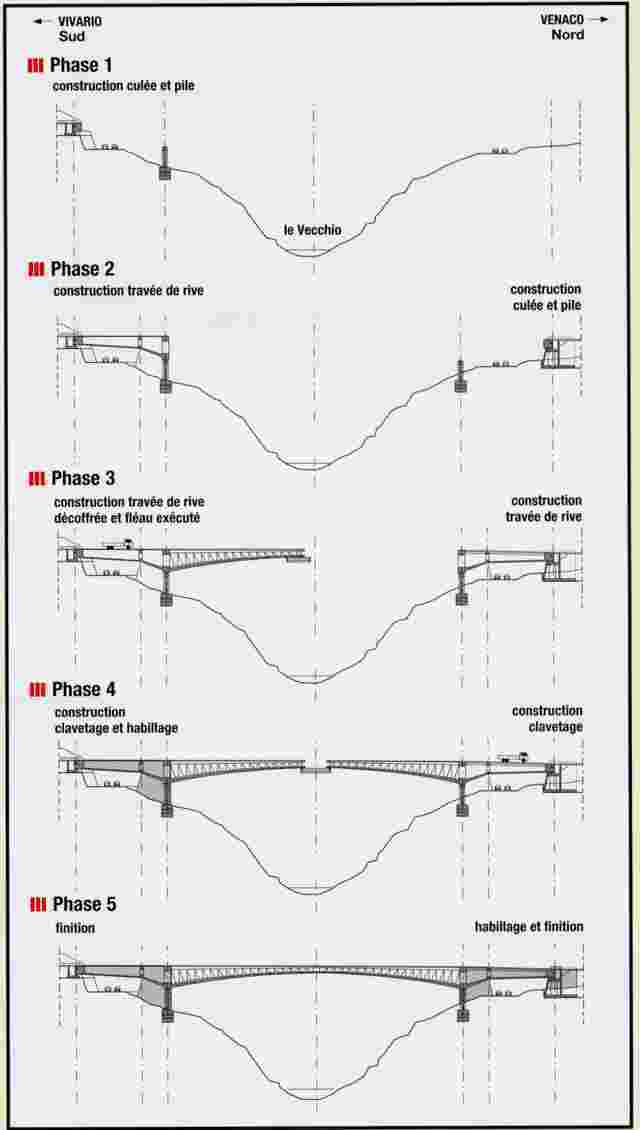 VIVARIO
Sud
VENACO
Nord
Phase 1
construction culée et pile
le Vecchio
Phase 2
construction travée de rive
construction
culée et pile
Phase 3
construction travée de rive
décoffrée et fléau exécuté
construction
travée de rive
Phase 4
construction
clavetage et habillage
construction
clavetage
Phase 5
finition
habillage et finition